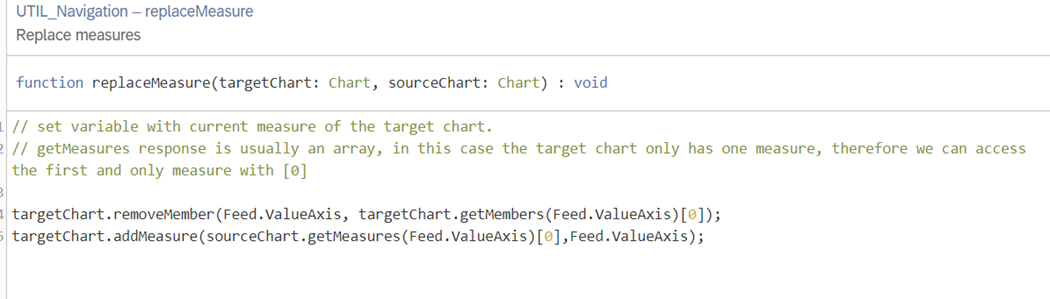 UTIL_Navigation – replaceMeasure
Replace measures
function replaceMeasure(targetChart: Chart, sourceChart: Chart) : void
1 // set variable with current measure of the target chart.
2 // getMeasures response is usually an array, in this case the target chart only has one measure, therefore we can access
the first and only measure with [0]
3
4 targetChart.removeMember(Feed.ValueAxis, targetChart.getMembers(Feed.ValueAxis)[0]);
5 targetChart.addMeasure(sourceChart.getMeasures(Feed.ValueAxis)[0],Feed.ValueAxis);